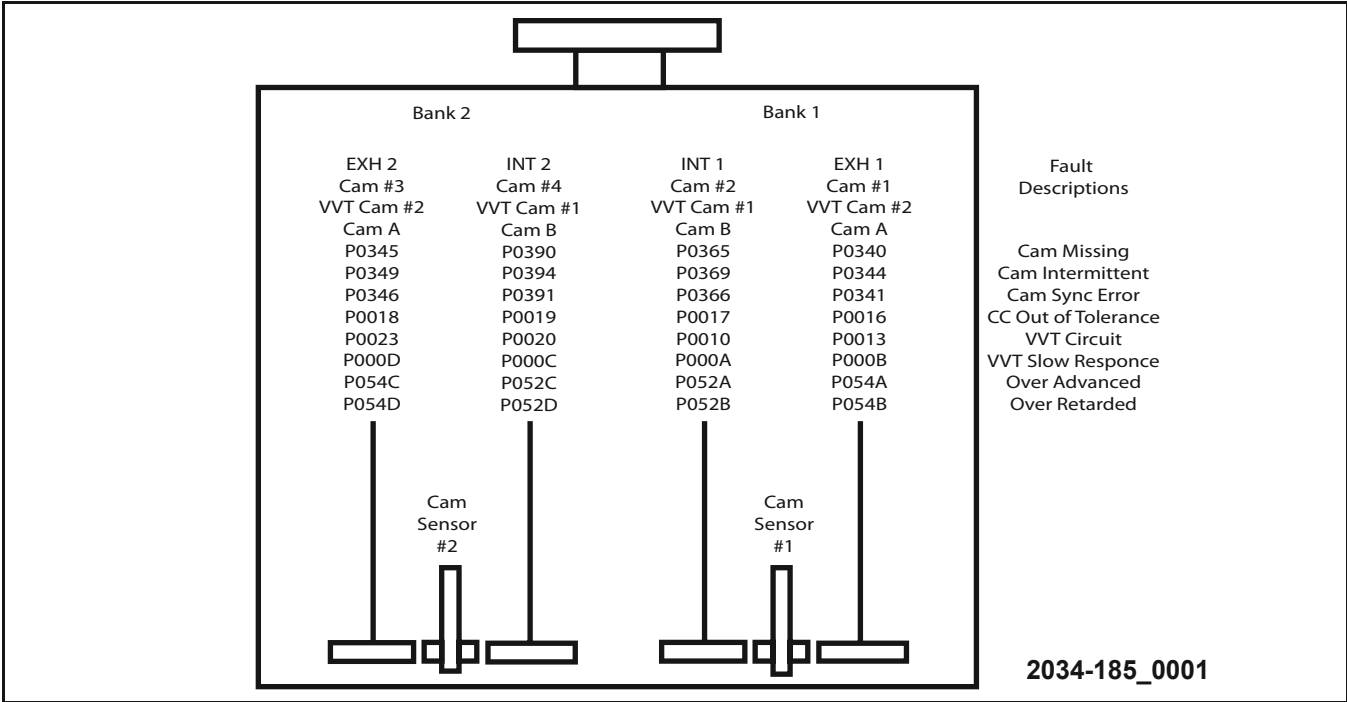 Bank 2 Bank 1
EXH 2 INT 2 INT 1 EXH 1 Fault
Cam #3 Cam #4 Cam #2 Cam #1 Descriptions
VVT Cam #2 VVT Cam #1 VVT Cam #1 VVT Cam #2
Cam A Cam B Cam B Cam A
P0345 P0390 P0365 P0340 Cam Missing
P0349 P0394 P0369 P0344 Cam Intermittent
P0346 P0391 P0366 P0341 Cam Sync Error
P0018 P0019 P0017 P0016 CC Out of Tolerance
P0023 P0020 P0010 P0013 VVT Circuit
P000D P000C P000A P000B VVT Slow Responce
P054C P052C P052A P054A Over Advanced
P054D P052D P052B P054B Over Retarded
Cam Cam
Sensor Sensor
#2 #1
2034-185_0001